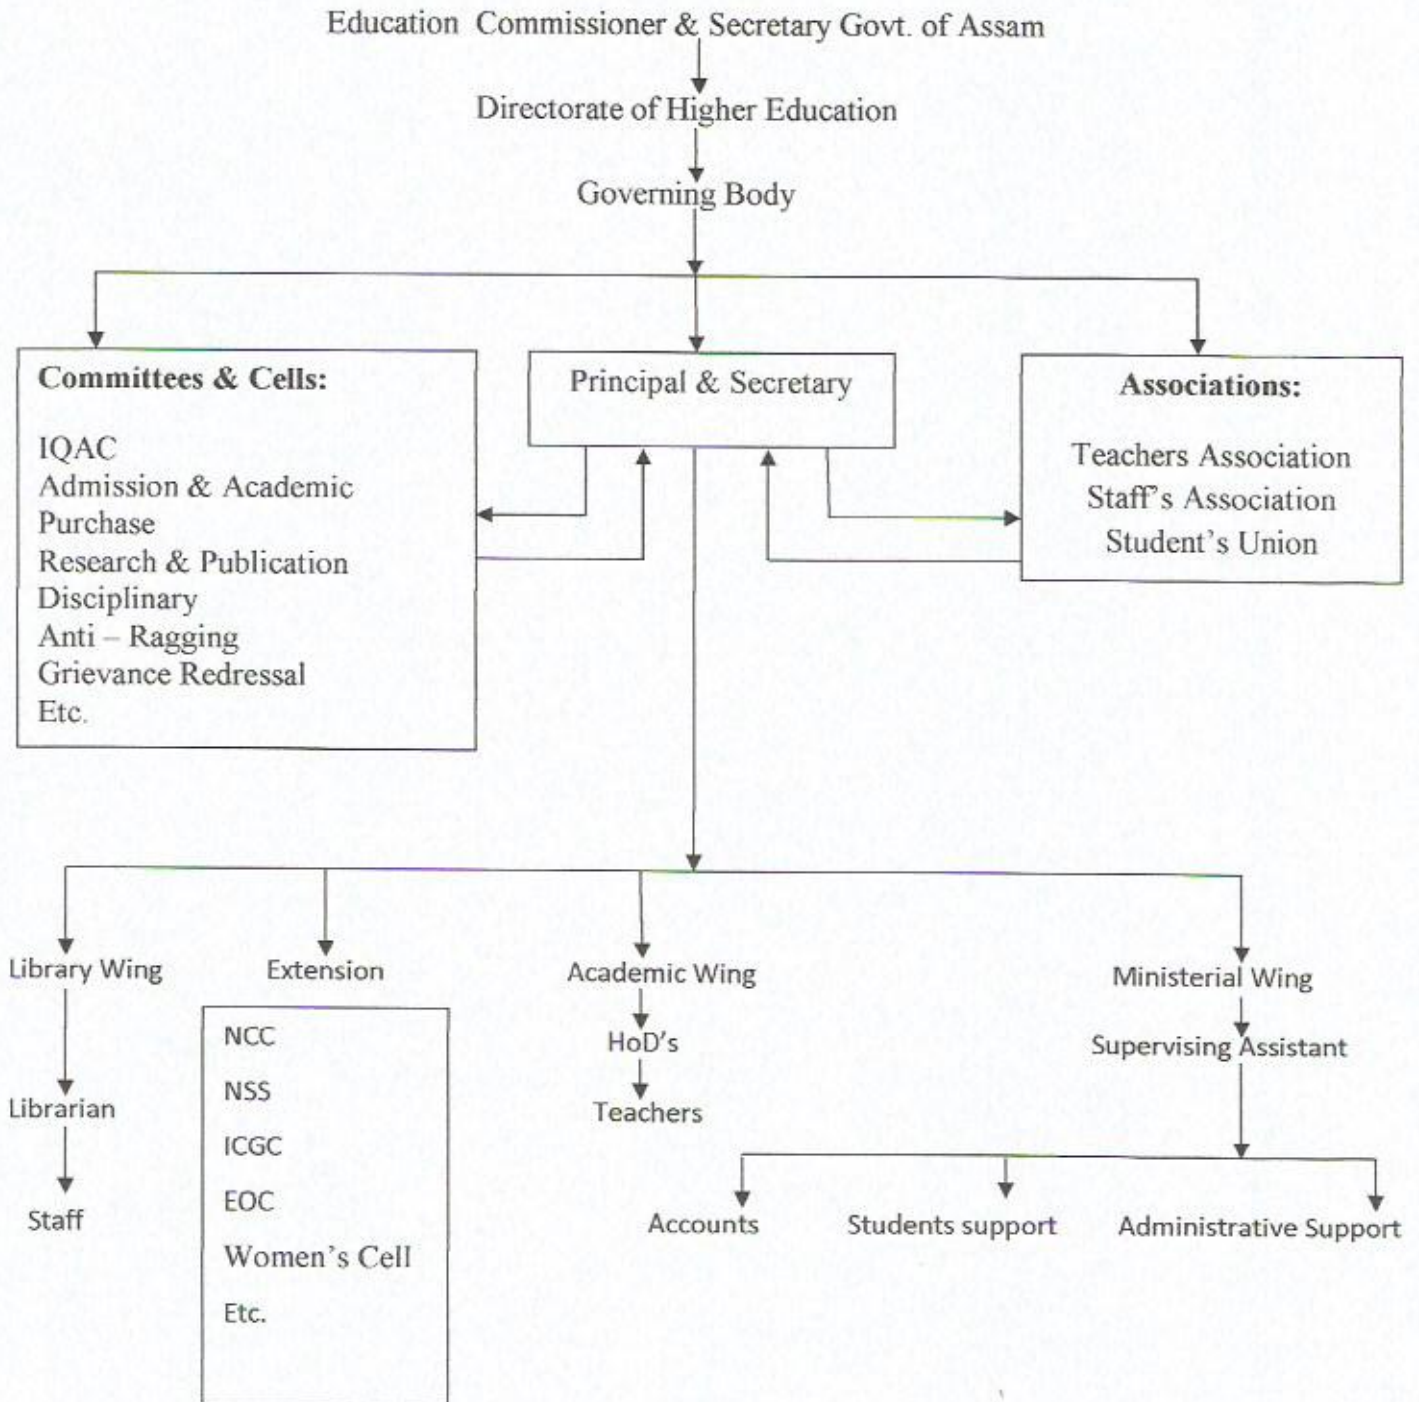 Education Commissioner & Secretary Govt. of Assam
Directorate of Higher Education
Governing Body
Committees & Cells:
IQAC
Admission & Academic
Purchase
Research & Publication
Disciplinary
Anti – Ragging
Grievance Redressal
Etc.
Principal & Secretary
Associations:
Teachers Association
Staff’s Association
Student’s Union
Library Wing
Librarian
Staff
Extension
NCC
NSS
ICGC
EOC
Women’s Cell
Etc.
Academic Wing
HoD’s
Teachers
Ministerial Wing
Supervising Assistant
Accounts
Students support
Administrative Support